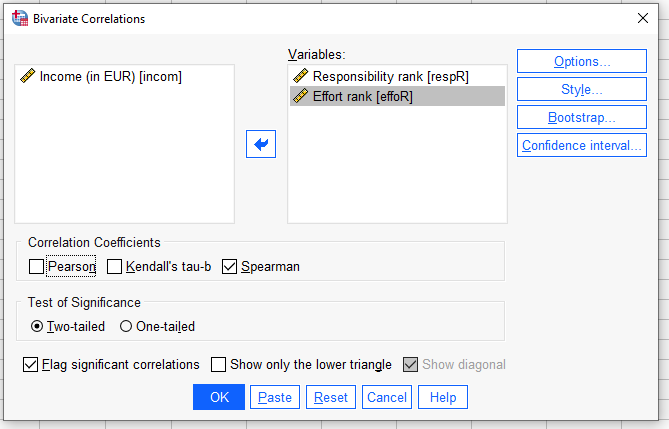 Bivariate Correlations
Variables:
Income (in EUR) [incom]
Responsibility rank [respR]
Effort rank [effoR]
Options...
Style...
Bootstrap...
Confidence interval...
Correlation Coefficients
Pearson Kendall's tau-b Spearman
Test of Significance
Two-tailed One-tailed
Flag significant correlations Show only the lower triangle Show diagonal
OK Paste Reset Cancel Help